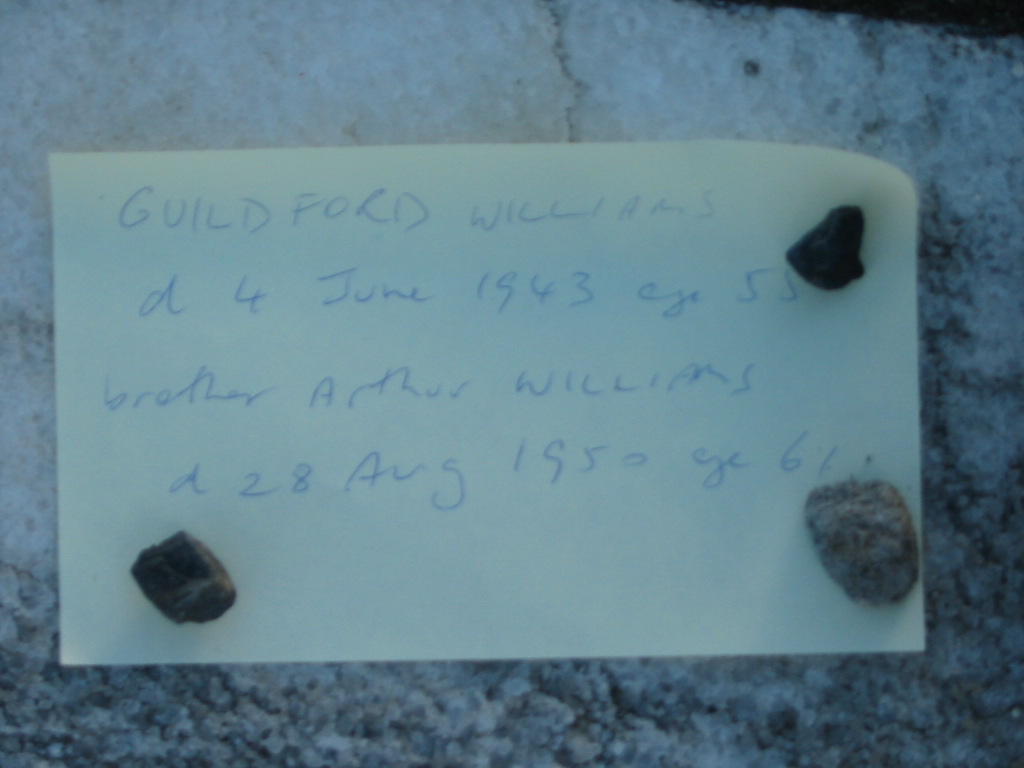 GUILDFORD WILLIAMS
d 4 June 1943 age 55
brother Arthur WILLIAMS
d 28 Aug 1950 age 61